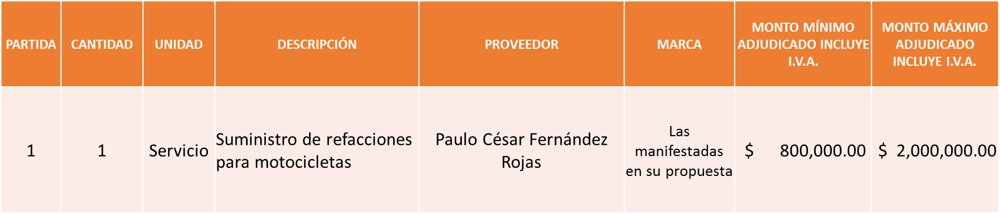 PARTIDA
CANTIDAD
UNIDAD
DESCRIPCIÓN
PROVEEDOR
MARCA
MONTO MÍNIMO
ADJUDICADO INCLUYE
I.V.A.
MONTO MÁXIMO
ADJUDICADO
INCLUYE I.V.A.
1
1
Servicio
Suministro de refacciones
para motocicletas
Paulo César Fernández
Rojas
Las
manifestadas
en su propuesta
$ 800,000.00
$ 2,000,000.00